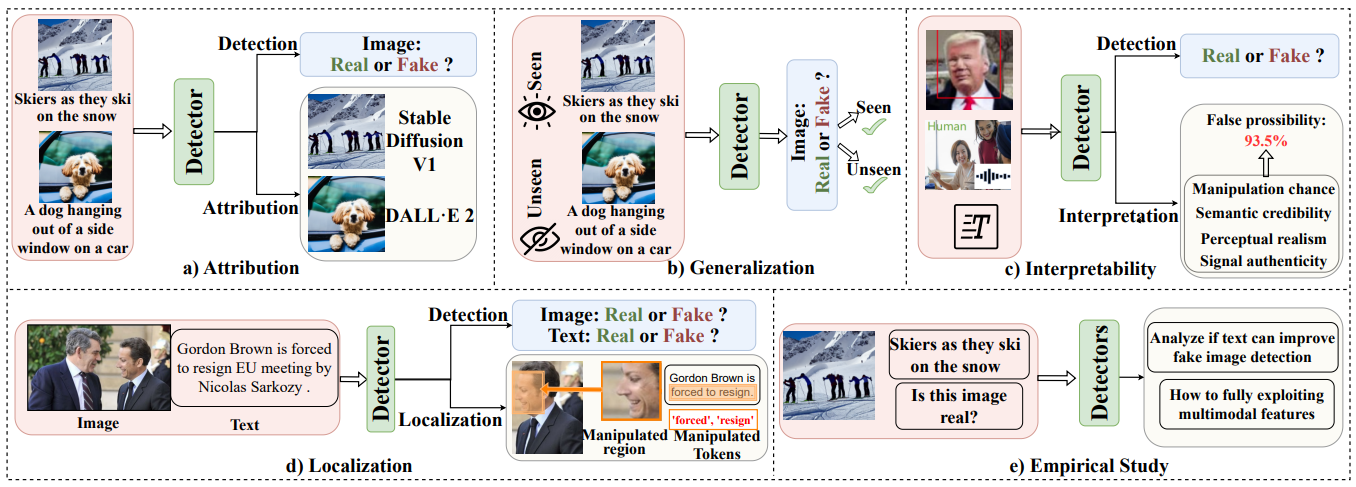 Skiers as they ski
on the snow
A dog hanging
out of a side
window on a car
Detector
Detection
Image:
Real or Fake ?
Attribution
Stable
Diffusion
V1
DALL·E 2
a) Attribution
Seen
Skiers as they ski
on the snow
Unseen
A dog hanging
out of a side
window on a car
Detector
Image:
Real or Fake ?
Seen
Unseen
b) Generalization
Human
T
Detector
Detection
Real or Fake ?
Interpretation
False prossibility:
93.5%
Manipulation chance
Semantic credibility
Perceptual realism
Signal authenticity
c) Interpretability
Gordon Brown is forced
to resign EU meeting by
Nicolas Sarkozy .
Image
Text
Detector
Detection
Image: Real or Fake ?
Text: Real or Fake ?
Localization
Gordon Brown is
forced to resign.
'forced', 'resign'
Manipulated
region
Manipulated
Tokens
d) Localization
Skiers as they ski
on the snow
Is this image
real?
Detectors
Analyze if text can improve
fake image detection
How to fully exploiting
multimodal features
e) Empirical Study